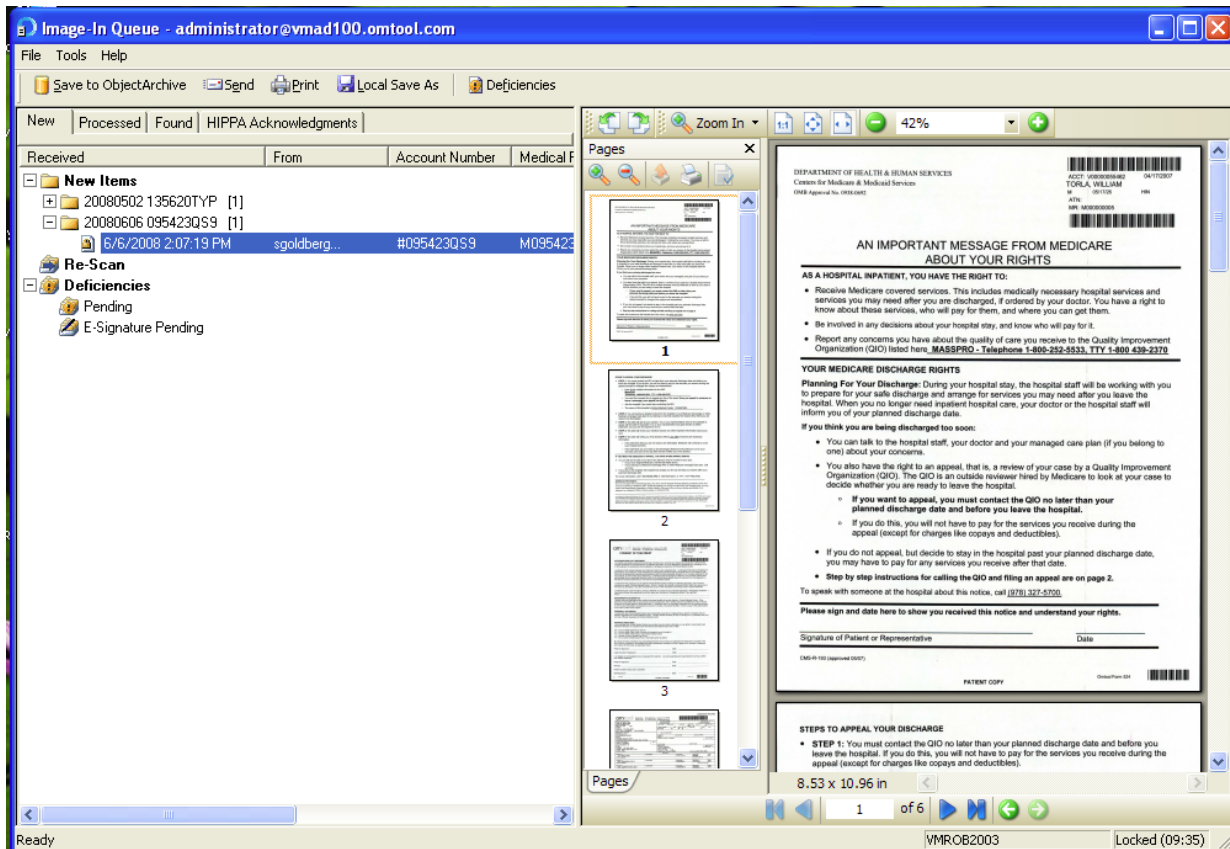 Image-In Queue - administrator@vmad100.omtool.com
File Tools Help
Save to ObjectArchive Send Print Local Save As Deficiencies
New Processed Found HIPPA Acknowledgments
Received From Account Number Medical
New Items
20080502 135620TYP [1]
20080606 095423QS9 [1]
6/6/2008 2:07:19 PM sgoldberg... #095423QS9 M095423
Re-Scan
Deficiencies
Pending
E-Signature Pending
Zoom In 1:1 42%
Pages
1
2
3
Pages
DEPARTMENT OF HEALTH & HUMAN SERVICES
Centers for Medicare & Medicaid Services
OMB Approval No. 0938-0692
04/17/2007
TORLA, WILLIAM
AN IMPORTANT MESSAGE FROM MEDICARE
ABOUT YOUR RIGHTS
AS A HOSPITAL INPATIENT, YOU HAVE THE RIGHT TO:
• Receive Medicare covered services. This includes medically necessary hospital services and
services you may need after you are discharged, if ordered by your doctor. You have a right to
know about these services, who will pay for them, and where you can get them.
• Be involved in any decisions about your hospital stay, and know who will pay for it.
• Report any concerns you have about the quality of care you receive to the Quality Improvement
Organization (QIO) listed here MASSPRO - Telephone 1-800-252-5533, TTY 1-800 439-2370
YOUR MEDICARE DISCHARGE RIGHTS
Planning For Your Discharge: During your hospital stay, the hospital staff will be working with you
to prepare for your safe discharge and arrange for services you may need after you leave the
hospital. When you no longer need inpatient hospital care, your doctor or the hospital staff will
inform you of your planned discharge date.
If you think you are being discharged too soon:
• You can talk to the hospital staff, your doctor and your managed care plan (if you belong to
one) about your concerns.
• You also have the right to an appeal, that is, a review of your case by a Quality Improvement
Organization (QIO). The QIO is an outside reviewer hired by Medicare to look at your case to
decide whether you are ready to leave the hospital.
If you want to appeal, you must contact the QIO no later than your
planned discharge date and before you leave the hospital.
If you do this, you will not have to pay for the services you receive during the
appeal (except for charges like copays and deductibles).
• If you do not appeal, but decide to stay in the hospital past your planned discharge date,
you may have to pay for any services you receive after that date.
• Step by step instructions for calling the QIO and filing an appeal are on page 2.
To speak with someone at the hospital about this notice, call (978) 327-5700.
Please sign and date here to show you received this notice and understand your rights.
Signature of Patient or Representative Date
PATIENT COPY
STEPS TO APPEAL YOUR DISCHARGE
• STEP 1: You must contact the QIO no later than your planned discharge date and before you
leave the hospital. If you do this, you will not have to pay for the services you receive during the
appeal (except for charges like copays and deductibles).
8.53 x 10.96 in
1 of 6
Ready VMROB2003 Locked (09:35)